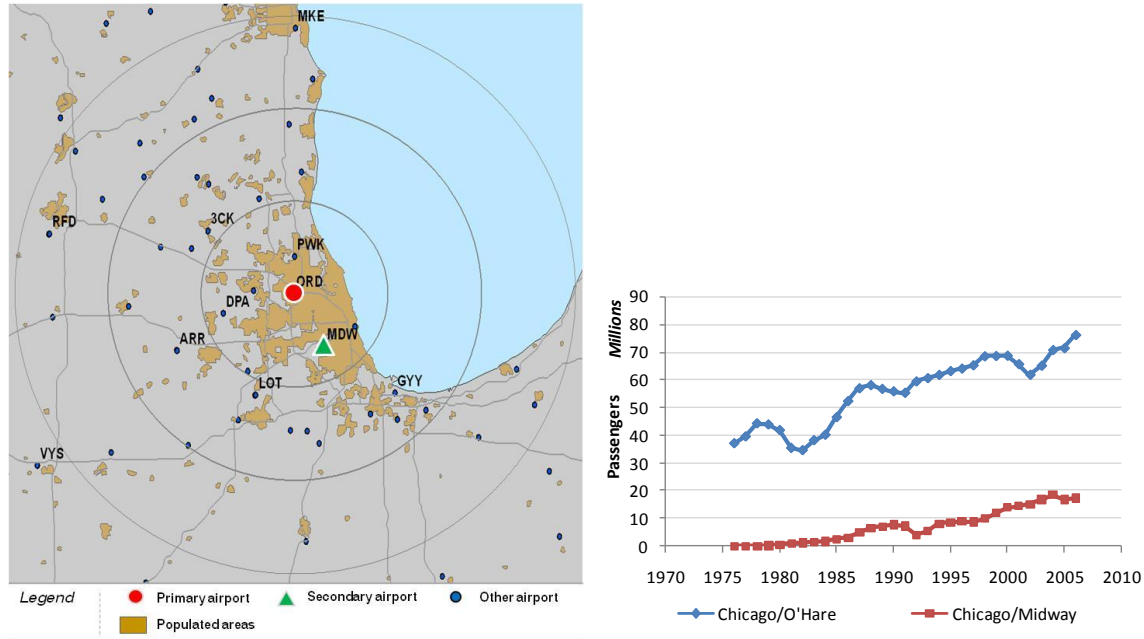 MKE
RFD
3CK
PWK
ORD
DPA
MDW
ARR
LOT
GYY
VYS
Legend
Primary airport
Secondary airport
Other airport
Populated areas
Passengers Millions
90
80
70
60
50
40
30
20
10
0
1970 1975 1980 1985 1990 1995 2000 2005 2010
Chicago/O'Hare Chicago/Midway